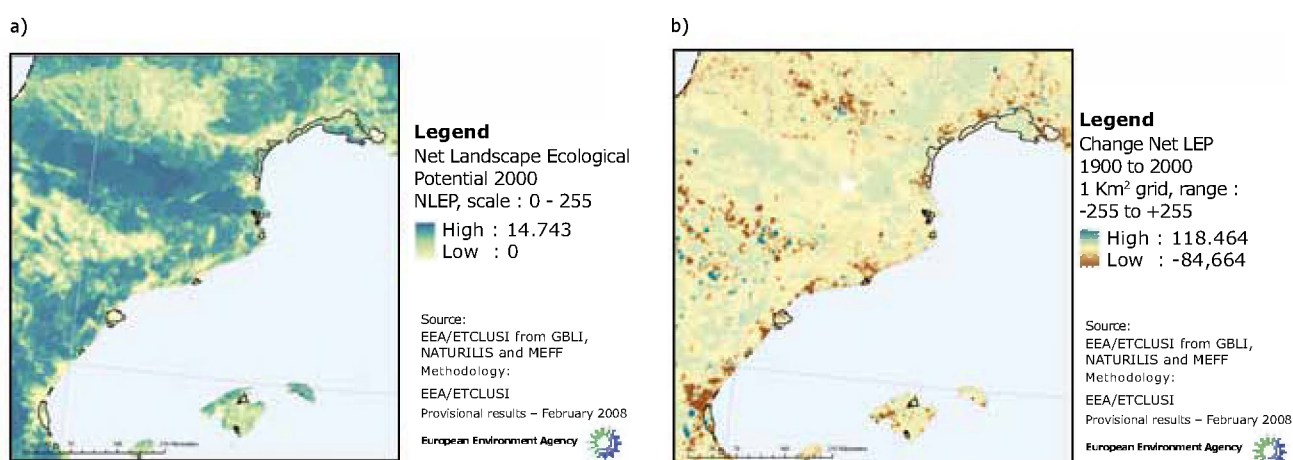 a)
Legend
Net Landscape Ecological
Potential 2000
NLEP, scale : 0 - 255
High : 14.743
Low : 0
Source:
EEA/ETCLUSI from GBLI,
NATURILIS and MEFF
Methodology:
EEA/ETCLUSI
Provisional results – February 2008
European Environment Agency
b)
Legend
Change Net LEP
1900 to 2000
1 Km² grid, range :
-255 to +255
High : 118.464
Low : -84,664
Source:
EEA/ETCLUSI from GBLI,
NATURILIS and MEFF
Methodology:
EEA/ETCLUSI
Provisional results – February 2008
European Environment Agency